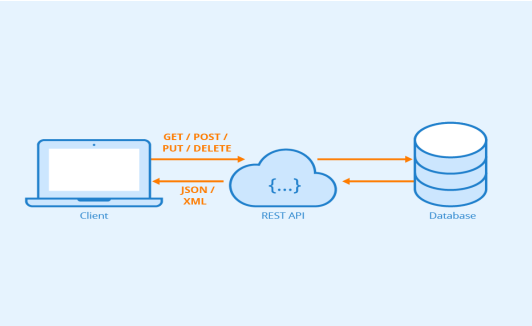 GET / POST /
PUT / DELETE
{...}
JSON /
XML
Client
REST API
Database